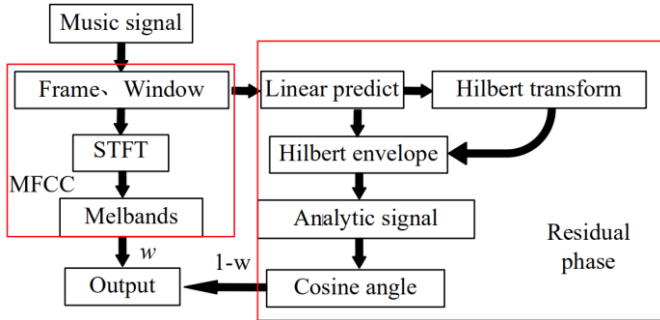 Music signal
Frame、Window
Linear predict
Hilbert transform
STFT
Hilbert envelope
MFCC
Melbands
Analytic signal
Residual
phase
w
1-w
Output
Cosine angle